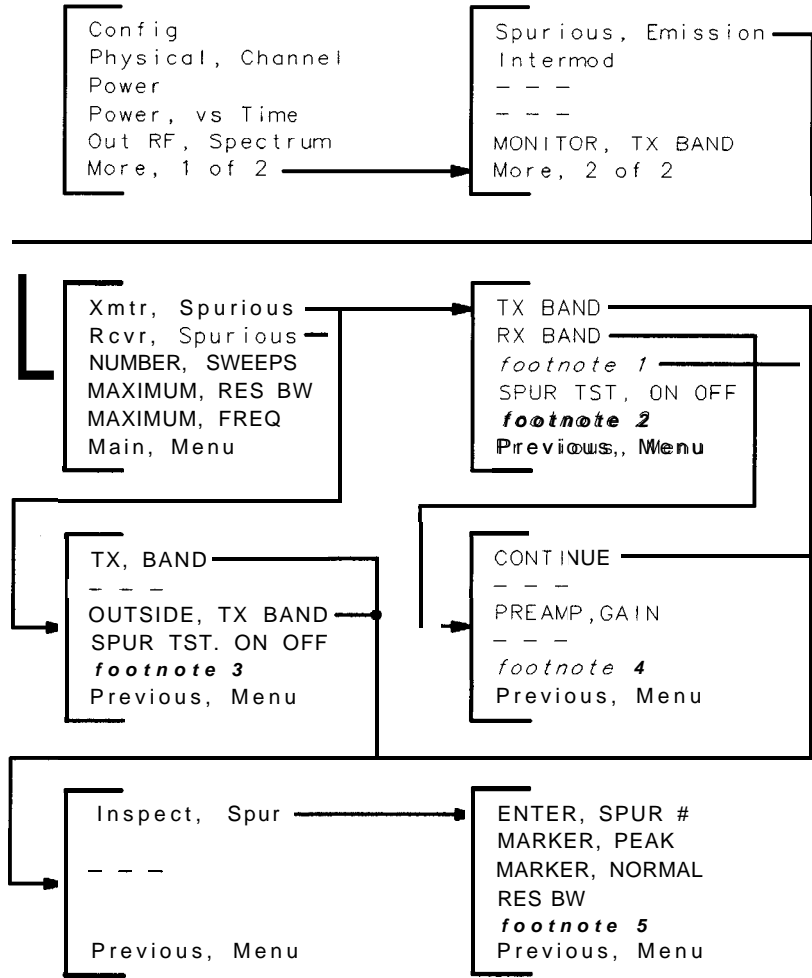 Config
Physical, Channel
Power
Power, vs Time
Out RF, Spectrum
More, 1 of 2
Spurious, Emission
Intermod
– – –
– – –
MONITOR, TX BAND
More, 2 of 2
Xmtr, Spurious
Rcvr, Spurious
NUMBER, SWEEPS
MAXIMUM, RES BW
MAXIMUM, FREQ
Main, Menu
TX BAND
RX BAND
footnote 1
SPUR TST, ON OFF
footnote 2
Previous, Menu
TX, BAND
– – –
OUTSIDE, TX BAND
SPUR TST. ON OFF
footnote 3
Previous, Menu
CONTINUE
– – –
PREAMP,GAIN
– – –
footnote 4
Previous, Menu
Inspect, Spur
– – –
Previous, Menu
ENTER, SPUR #
MARKER, PEAK
MARKER, NORMAL
RES BW
footnote 5
Previous, Menu